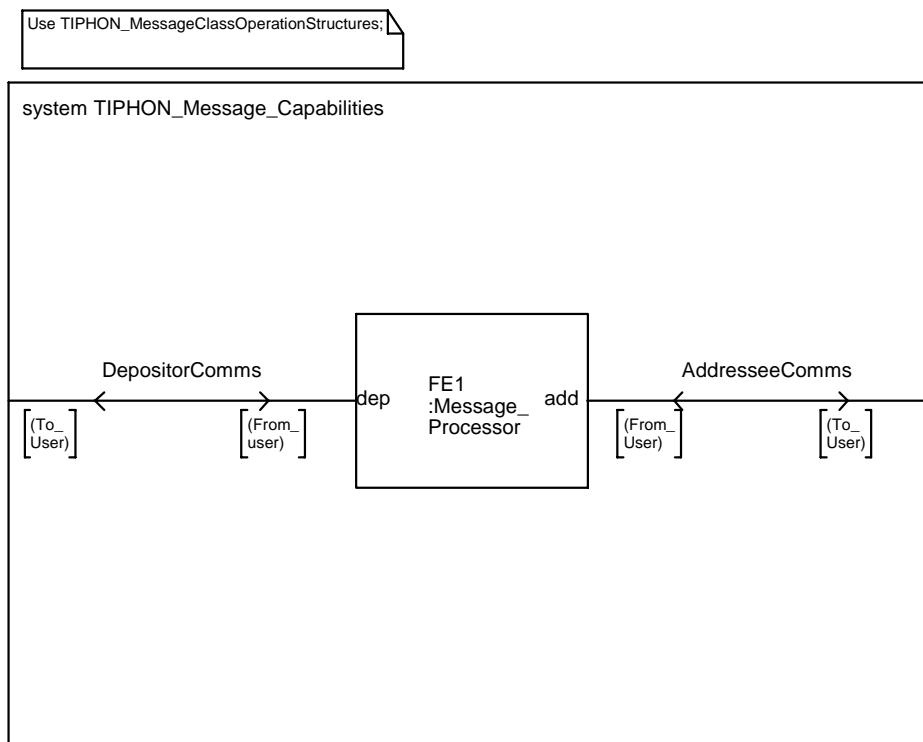 Use TIPHON_MessageClassOperationStructures;
system TIPHON_Message_Capabilities
DepositorComms
(To_
User)
(From_
user)
dep
FE1
:Message_
Processor
add
AddresseeComms
(From_
User)
(To_
User)